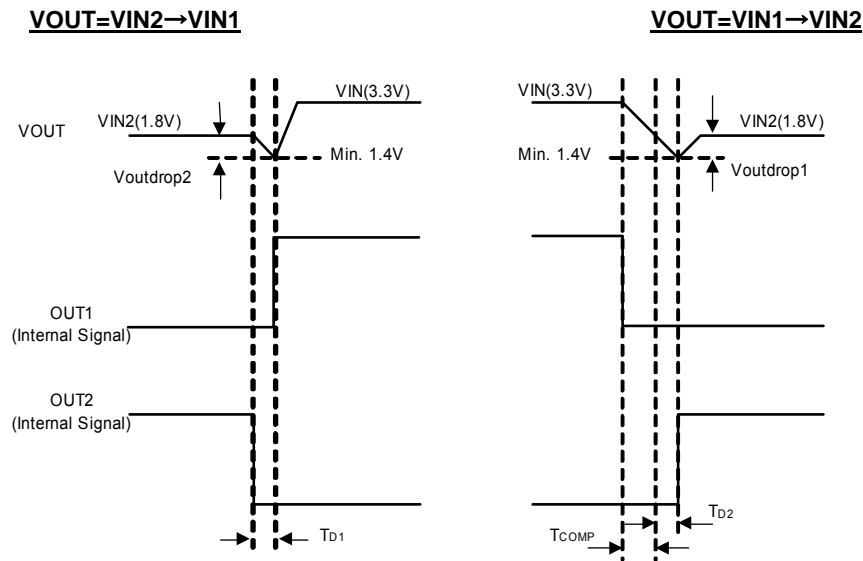 VOUT=VIN2→VIN1
VOUT=VIN1→VIN2
VOUT
VIN2(1.8V)
VIN(3.3V)
Min. 1.4V
Voutdrop2
VIN(3.3V)
VIN2(1.8V)
Min. 1.4V
Voutdrop1
OUT1
(Internal Signal)
OUT2
(Internal Signal)
TD1
TCOMP
TD2